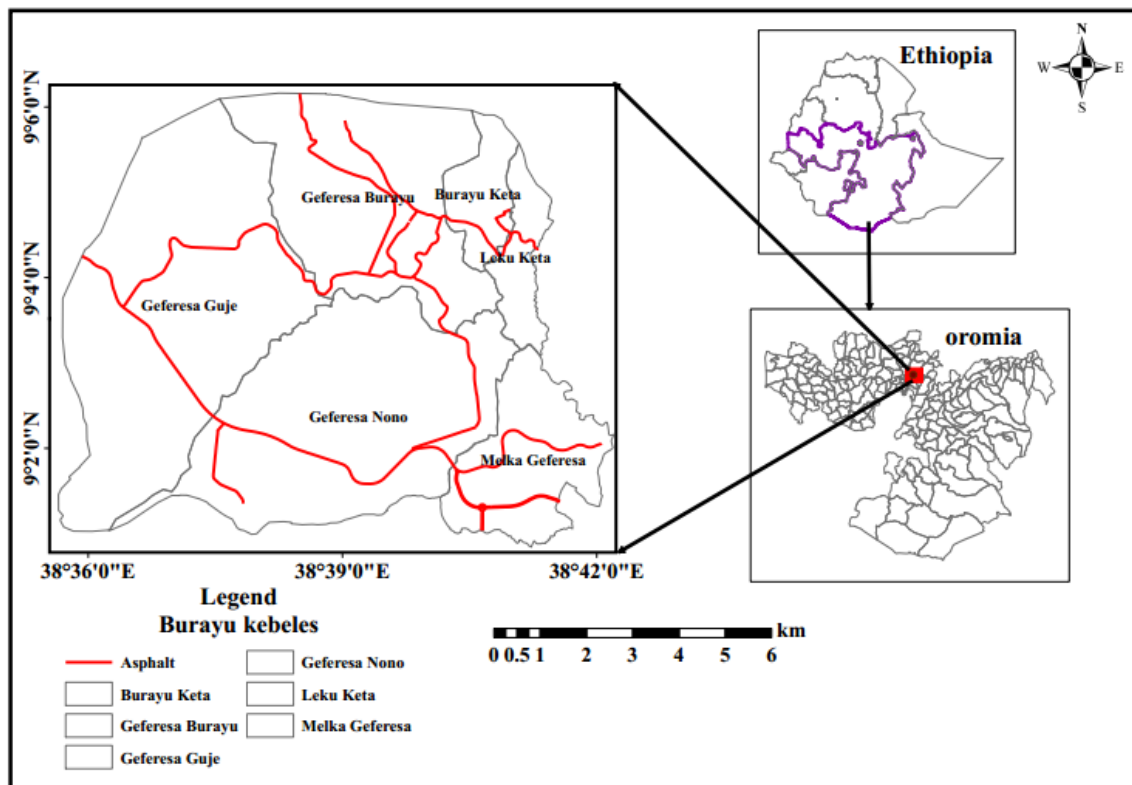 Ethiopia
N
W E
S
9°6'0"N
9°4'0"N
9°2'0"N
Geferesa Burayu
Burayu Keta
Leku Keta
Geferesa Guje
Geferesa Nono
Melka Geferesa
38°36'0"E 38°39'0"E 38°42'0"E
oromia
Legend
Burayu kebeles
Asphalt
Burayu Keta
Geferesa Burayu
Geferesa Guje
Geferesa Nono
Leku Keta
Melka Geferesa
km
0 0.5 1 2 3 4 5 6